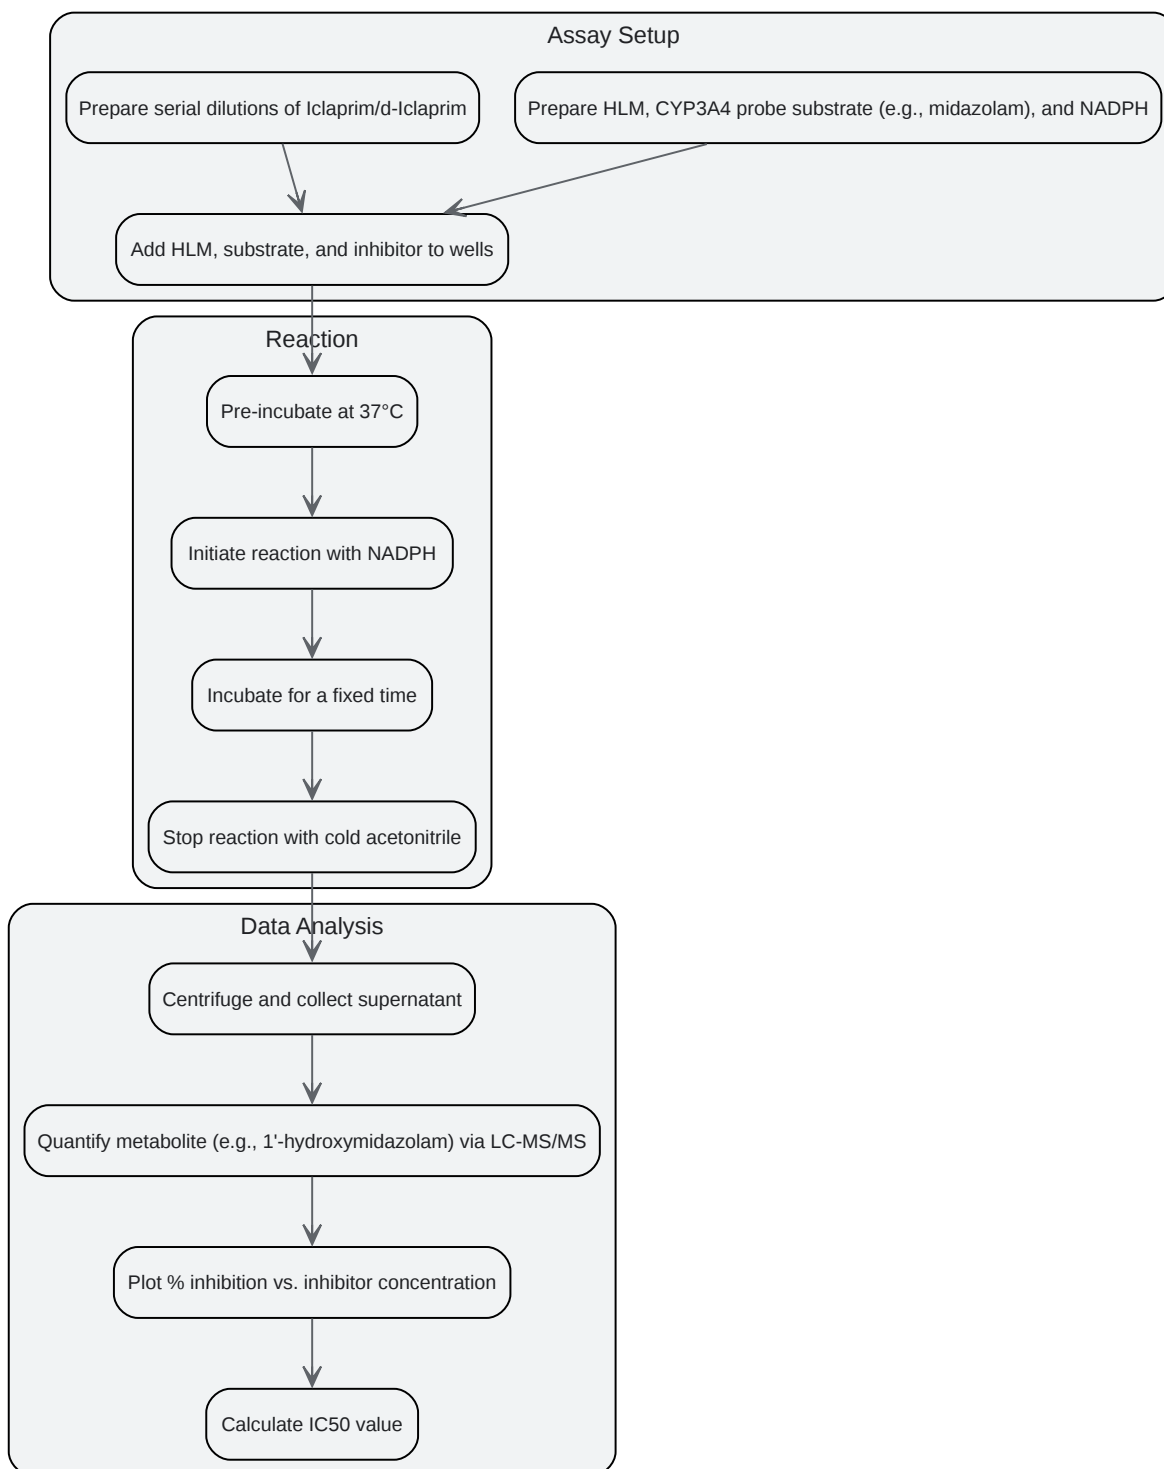 Assay Setup
Prepare serial dilutions of Iclaprim/d-Iclaprim
Prepare HLM, CYP3A4 probe substrate (e.g., midazolam), and NADPH
Add HLM, substrate, and inhibitor to wells
Reaction
Pre-incubate at 37°C
Initiate reaction with NADPH
Incubate for a fixed time
Stop reaction with cold acetonitrile
Data Analysis
Centrifuge and collect supernatant
Quantify metabolite (e.g., 1'-hydroxymidazolam) via LC-MS/MS
Plot % inhibition vs. inhibitor concentration
Calculate IC50 value